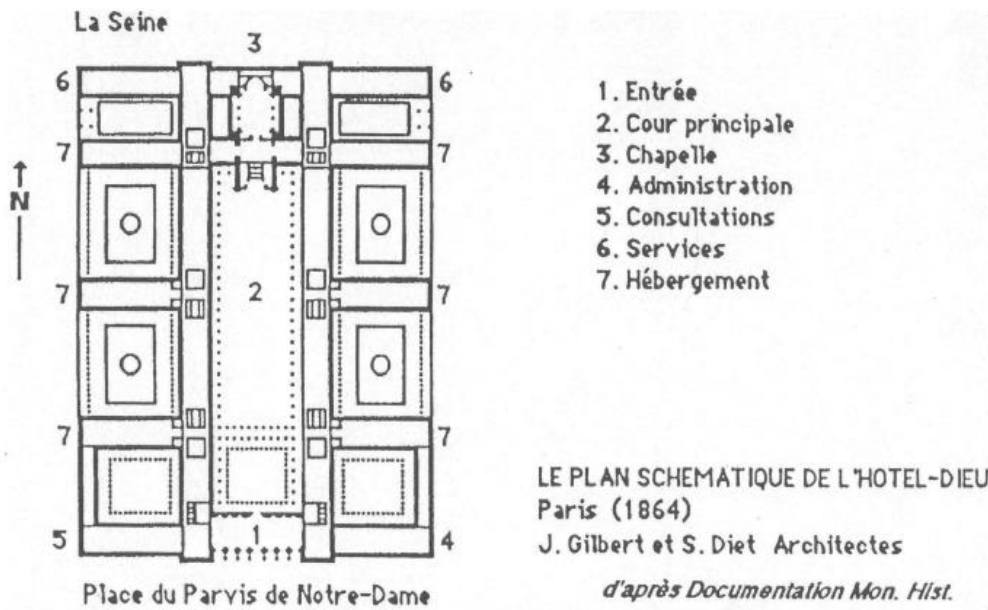 La Seine
3
6
6
7
7
N
2
7
7
7
7
5
1
4
Place du Parvis de Notre-Dame
1. Entrée
2. Cour principale
3. Chapelle
4. Administration
5. Consultations
6. Services
7. Hébergement
LE PLAN SCHEMATIQUE DE L'HOTEL-DIEU
Paris (1864)
J. Gilbert et S. Diet Architectes
d'après Documentation Mon. Hist.